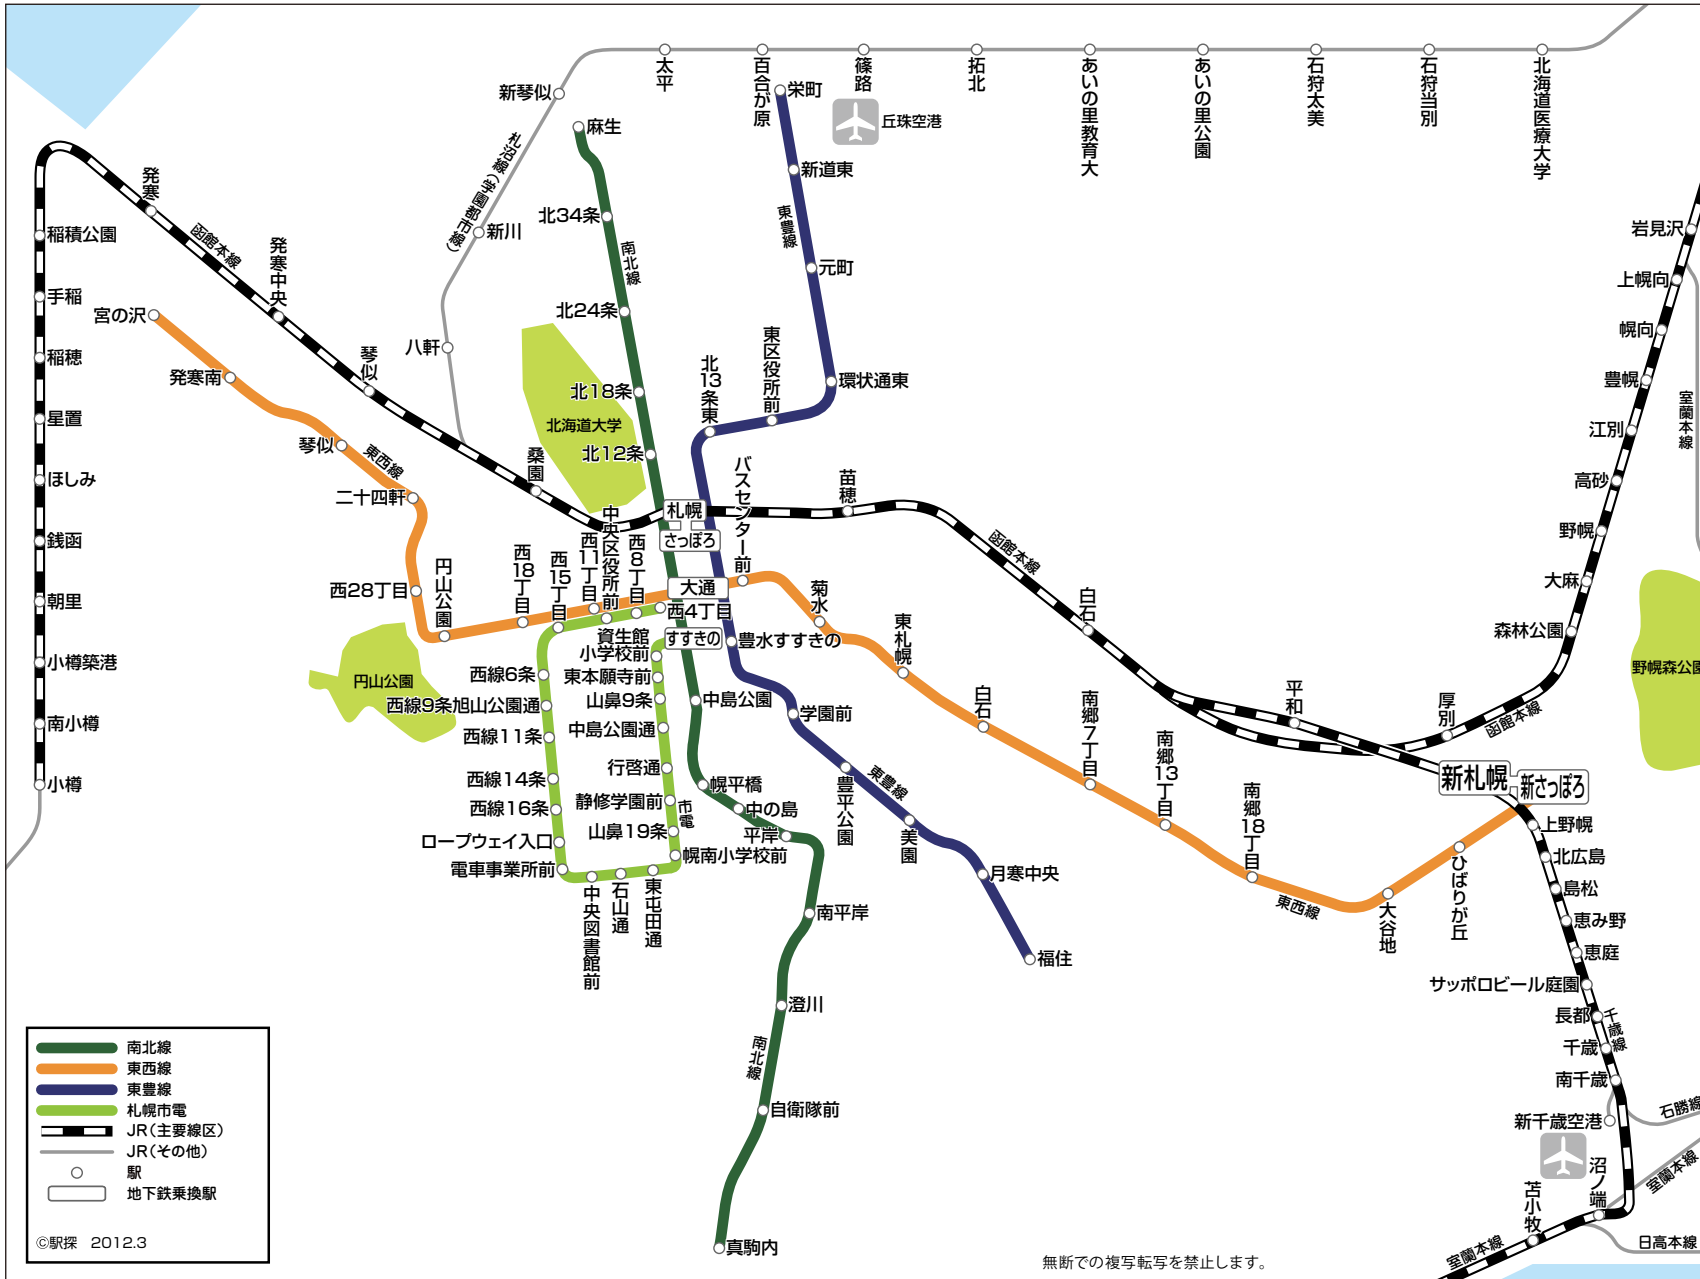 太平
百合が原
篠路
拓北
あいの里教育大
あいの里公園
石狩太美
石狩当別
北海道医療大学
新琴似
札沼線(学園都市線)
新川
八軒
麻生
北34条
南北線
北24条
北18条
北海道大学
北12条
栄町
丘珠空港
新道東
東豊線
元町
環状通東
東区役所前
北13条東
発寒
函館本線
発寒中央
琴似
桑園
稲積公園
手稲
稲穂
星置
ほしみ
銭函
朝里
小樽築港
南小樽
小樽
宮の沢
発寒南
琴似
東西線
二十四軒
西28丁目
円山公園
円山公園
西18丁目
西15丁目
西11丁目
中央区役所前
西8丁目
札幌
さっぽろ
大通
西4丁目
すすきの
バスセンター前
苗穂
函館本線
白石
平和
厚別
函館本線
菊水
東札幌
白石
南郷7丁目
南郷13丁目
南郷18丁目
東西線
大谷地
ひばりが丘
新札幌
新さっぽろ
豊水すすきの
学園前
豊平公園
東豊線
美園
月寒中央
福住
資生館
小学校前
東本願寺前
山鼻9条
中島公園通
行啓通
静修学園前
市電
山鼻19条
幌南小学校前
西線6条
西線9条旭山公園通
西線11条
西線14条
西線16条
ロープウェイ入口
電車事業所前
中央図書館前
石山通
東屯田通
中島公園
幌平橋
中の島
平岸
南平岸
澄川
南北線
自衛隊前
真駒内
岩見沢
上幌向
幌向
豊幌
室蘭本線
江別
高砂
野幌
大麻
森林公園
野幌森公園
上野幌
北広島
島松
恵み野
恵庭
サッポロビール庭園
長都
千歳線
千歳
南千歳
石勝線
新千歳空港
沼ノ端
室蘭本線
苫小牧
室蘭本線
日高本線
南北線
東西線
東豊線
札幌市電
JR(主要線区)
JR(その他)
駅
地下鉄乗換駅
©駅探 2012.3
無断での複写転写を禁止します。